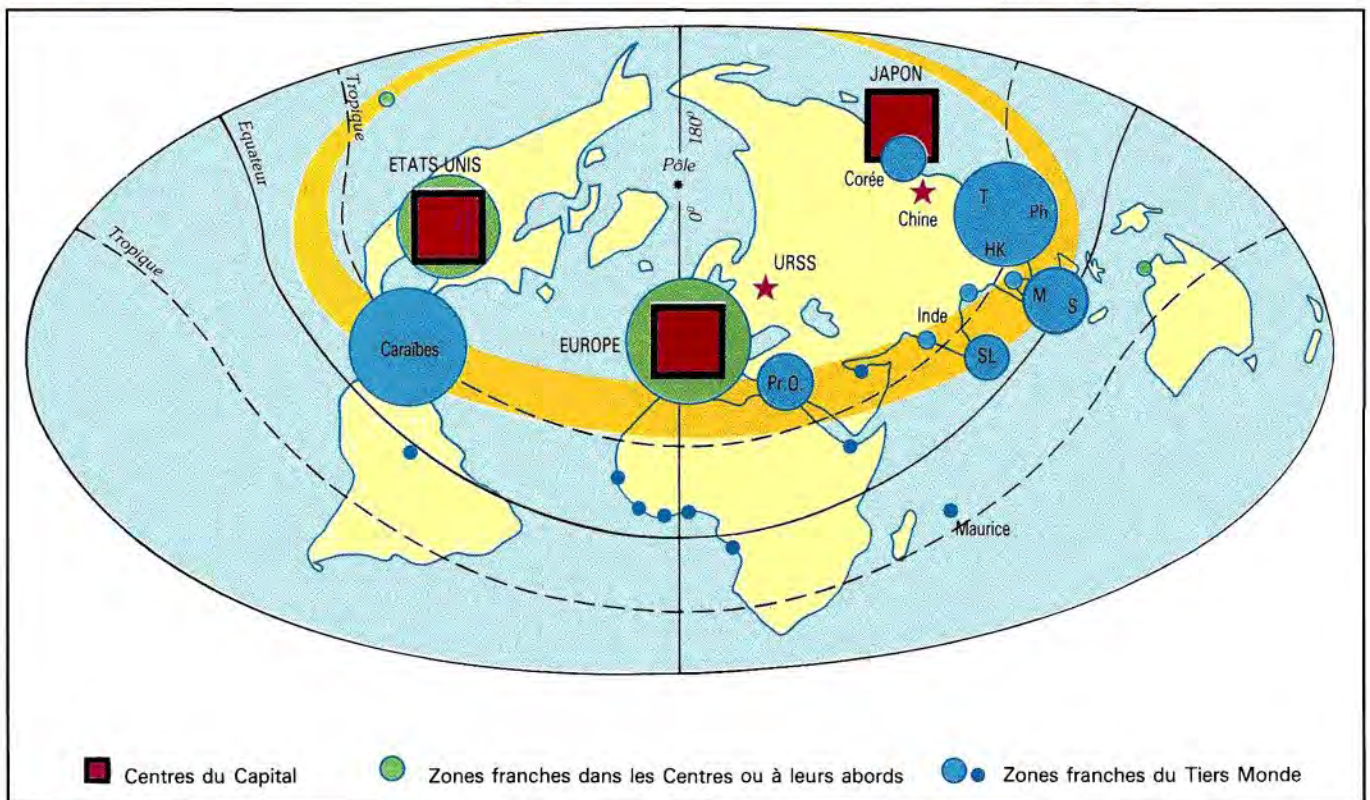 JAPON
Tropique
Equateur
180°
ETATS-UNIS
Pôle
Corée
T
Chine
Ph
0°
HK
Tropique
URSS
M
S
Inde
EUROPE
Caraïbes
SL
Pr.O.
Maurice
Centres du Capital
Zones franches dans les Centres ou à leurs abords
Zones franches du Tiers Monde